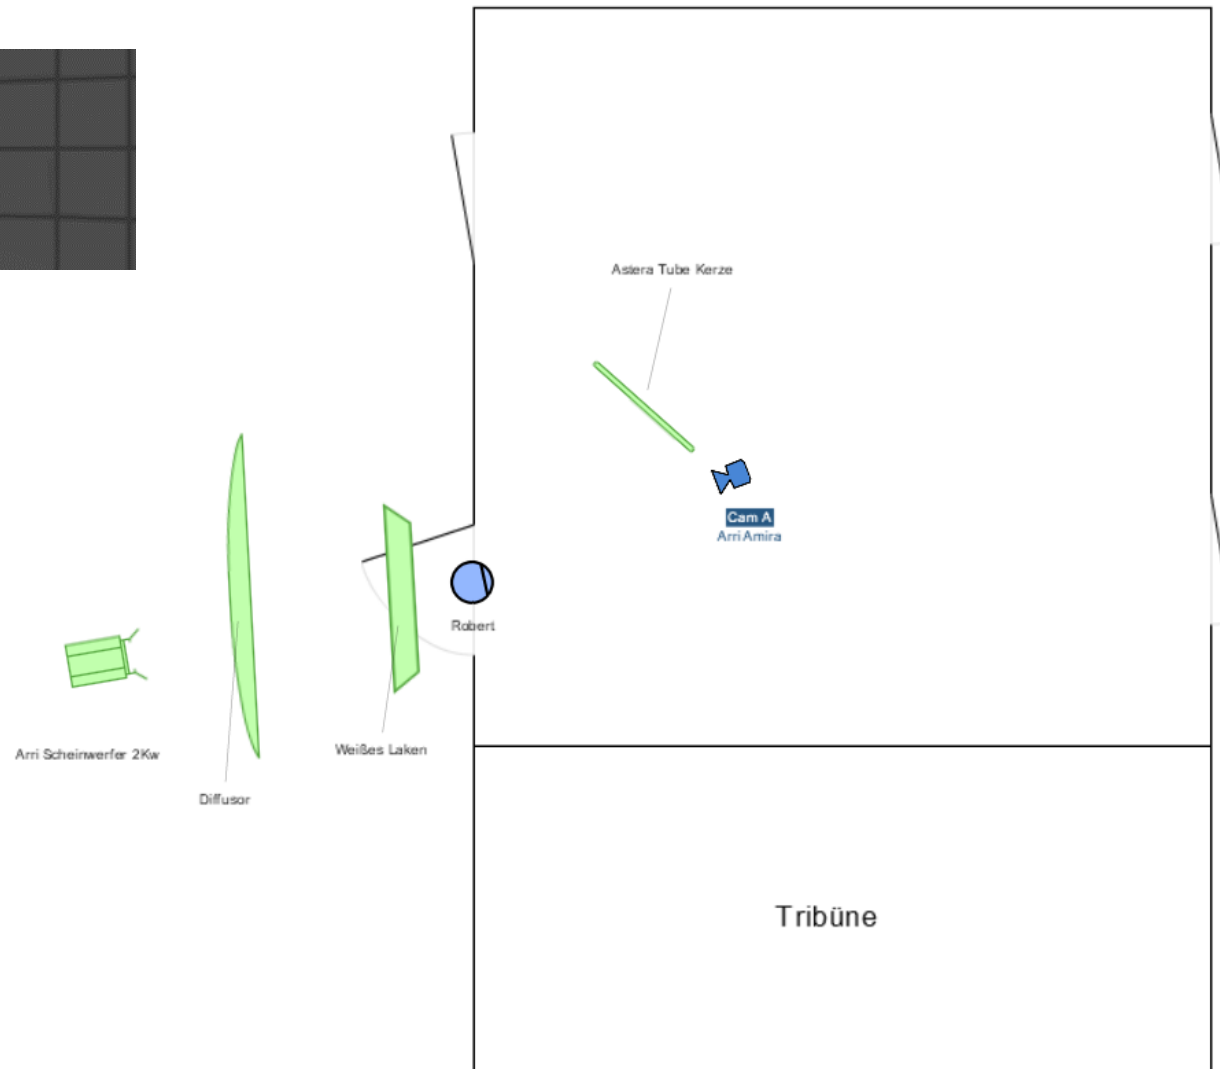 Astera Tube Kerze
Cam A
Arri Amira
Robert
Arri Scheinwerfer 2Kw
Weißes Laken
Diffusor
Tribüne